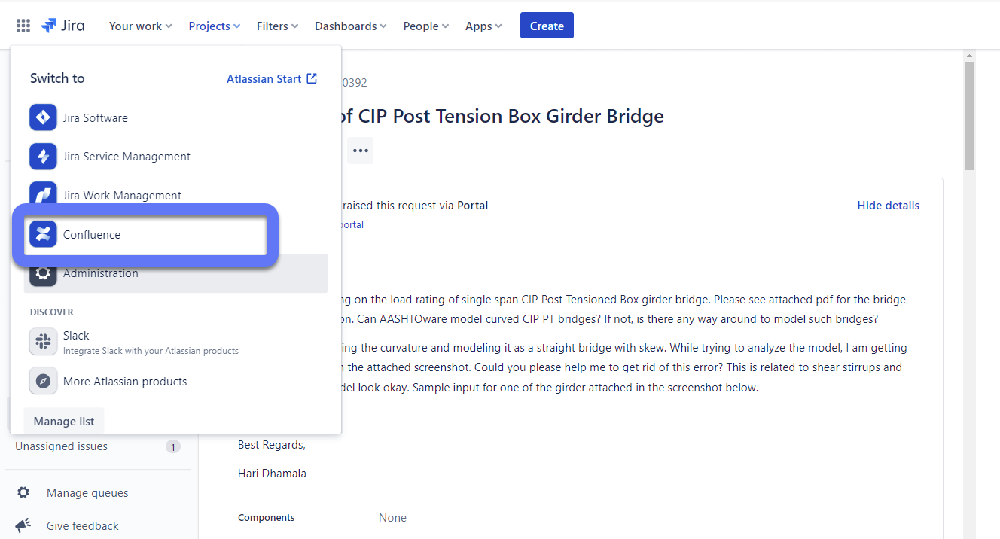 Jira Your work Projects Filters Dashboards People Apps Create
Switch to Atlassian Start
Jira Software
Jira Service Management
Jira Work Management
Confluence
Administration
DISCOVER
Slack
Integrate Slack with your Atlassian products
More Atlassian products
Manage list
Unassigned issues 1
Manage queues
Give feedback
0392
of CIP Post Tension Box Girder Bridge
raised this request via Portal Hide details
portal
ng on the load rating of single span CIP Post Tensioned Box girder bridge. Please see attached pdf for the bridge
on. Can AASHTOware model curved CIP PT bridges? If not, is there any way around to model such bridges?
ing the curvature and modeling it as a straight bridge with skew. While trying to analyze the model, I am getting
the attached screenshot. Could you please help me to get rid of this error? This is related to shear stirrups and
del look okay. Sample input for one of the girder attached in the screenshot below.
Best Regards,
Hari Dhamala
Components None